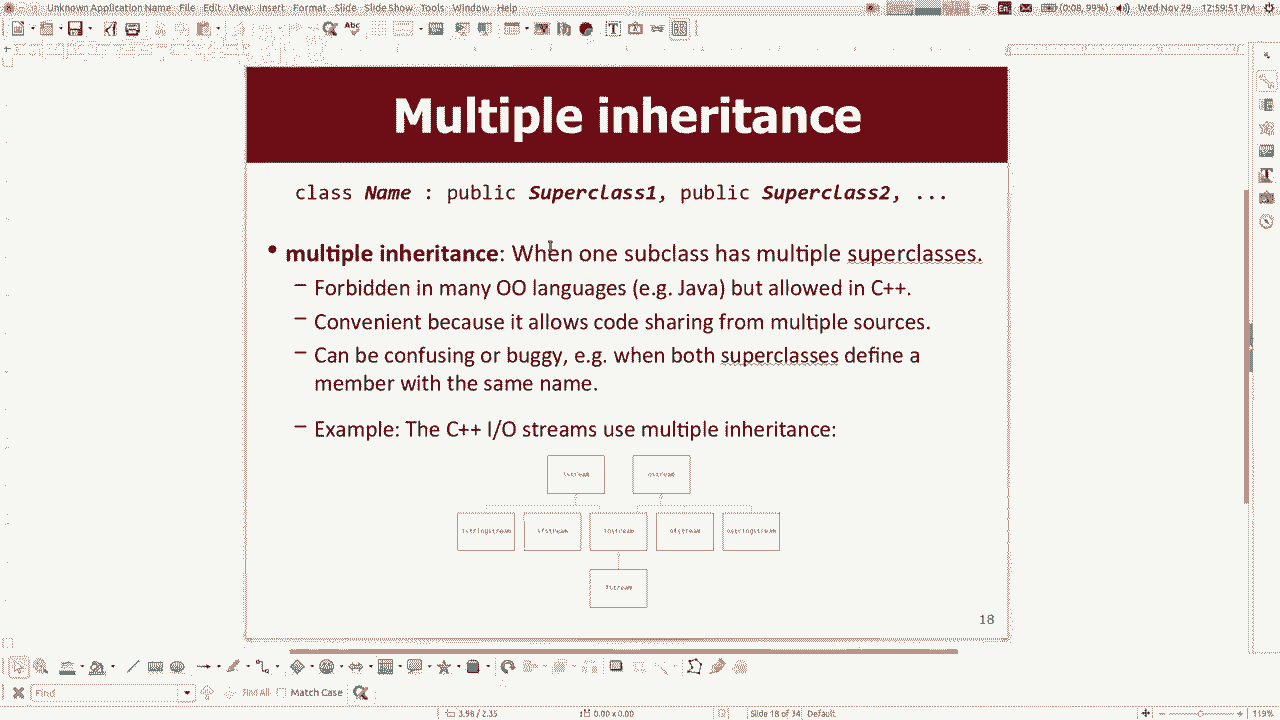 Unknown Application Name File Edit View Insert Format Slide Slide Show Tools Window Help
En (0:08, 99%) Wed Nov 29 12:59:51 PM
Multiple inheritance
class Name : public Superclass1, public Superclass2, ...
• multiple inheritance: When one subclass has multiple superclasses.
– Forbidden in many OO languages (e.g. Java) but allowed in C++.
– Convenient because it allows code sharing from multiple sources.
– Can be confusing or buggy, e.g. when both superclasses define a
member with the same name.
– Example: The C++ I/O streams use multiple inheritance:
istream ostream
istringstream ifstream iostream ofstream ostringstream
fstream
18
Find Find All Match Case
3.98 / 2.35 0.00 x 0.00 Slide 18 of 34 Default 119%